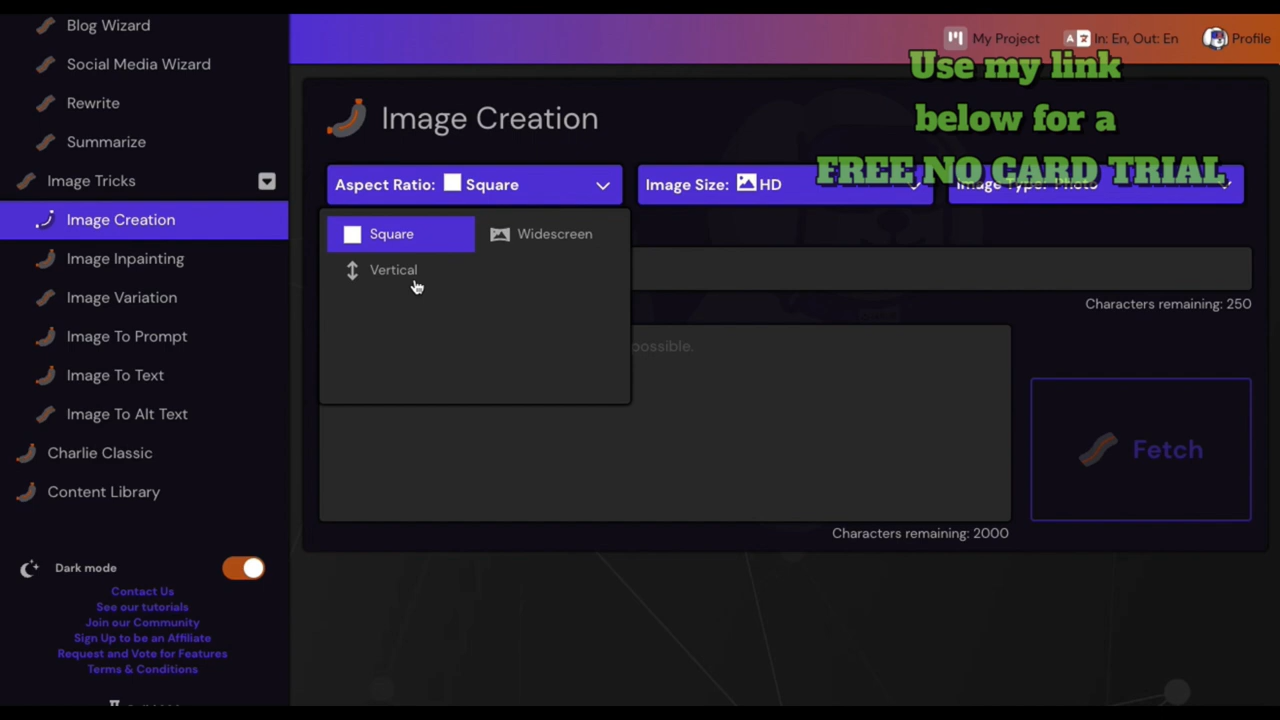 Blog Wizard
Social Media Wizard
Rewrite
Summarize
Image Tricks
Image Creation
Image Inpainting
Image Variation
Image To Prompt
Image To Text
Image To Alt Text
Charlie Classic
Content Library
Dark mode
Contact Us
See our tutorials
Join our Community
Sign Up to be an Affiliate
Request and Vote for Features
Terms & Conditions
My Project
In: En, Out: En
Profile
Use my link
below for a
FREE NO CARD TRIAL
Image Creation
Aspect Ratio: Square
Image Size: HD
Image Type: Photo
Square
Widescreen
Vertical
Characters remaining: 250
possible.
Fetch
Characters remaining: 2000